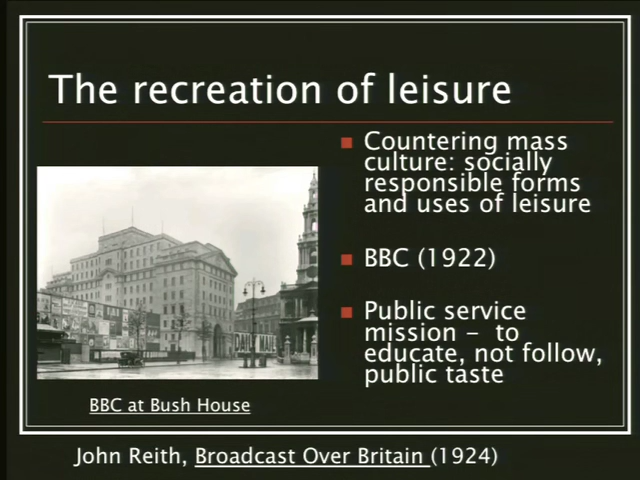 The recreation of leisure
Countering mass
culture: socially
responsible forms
and uses of leisure
BBC (1922)
Public service
mission – to
educate, not follow,
public taste
BBC at Bush House
John Reith, Broadcast Over Britain (1924)